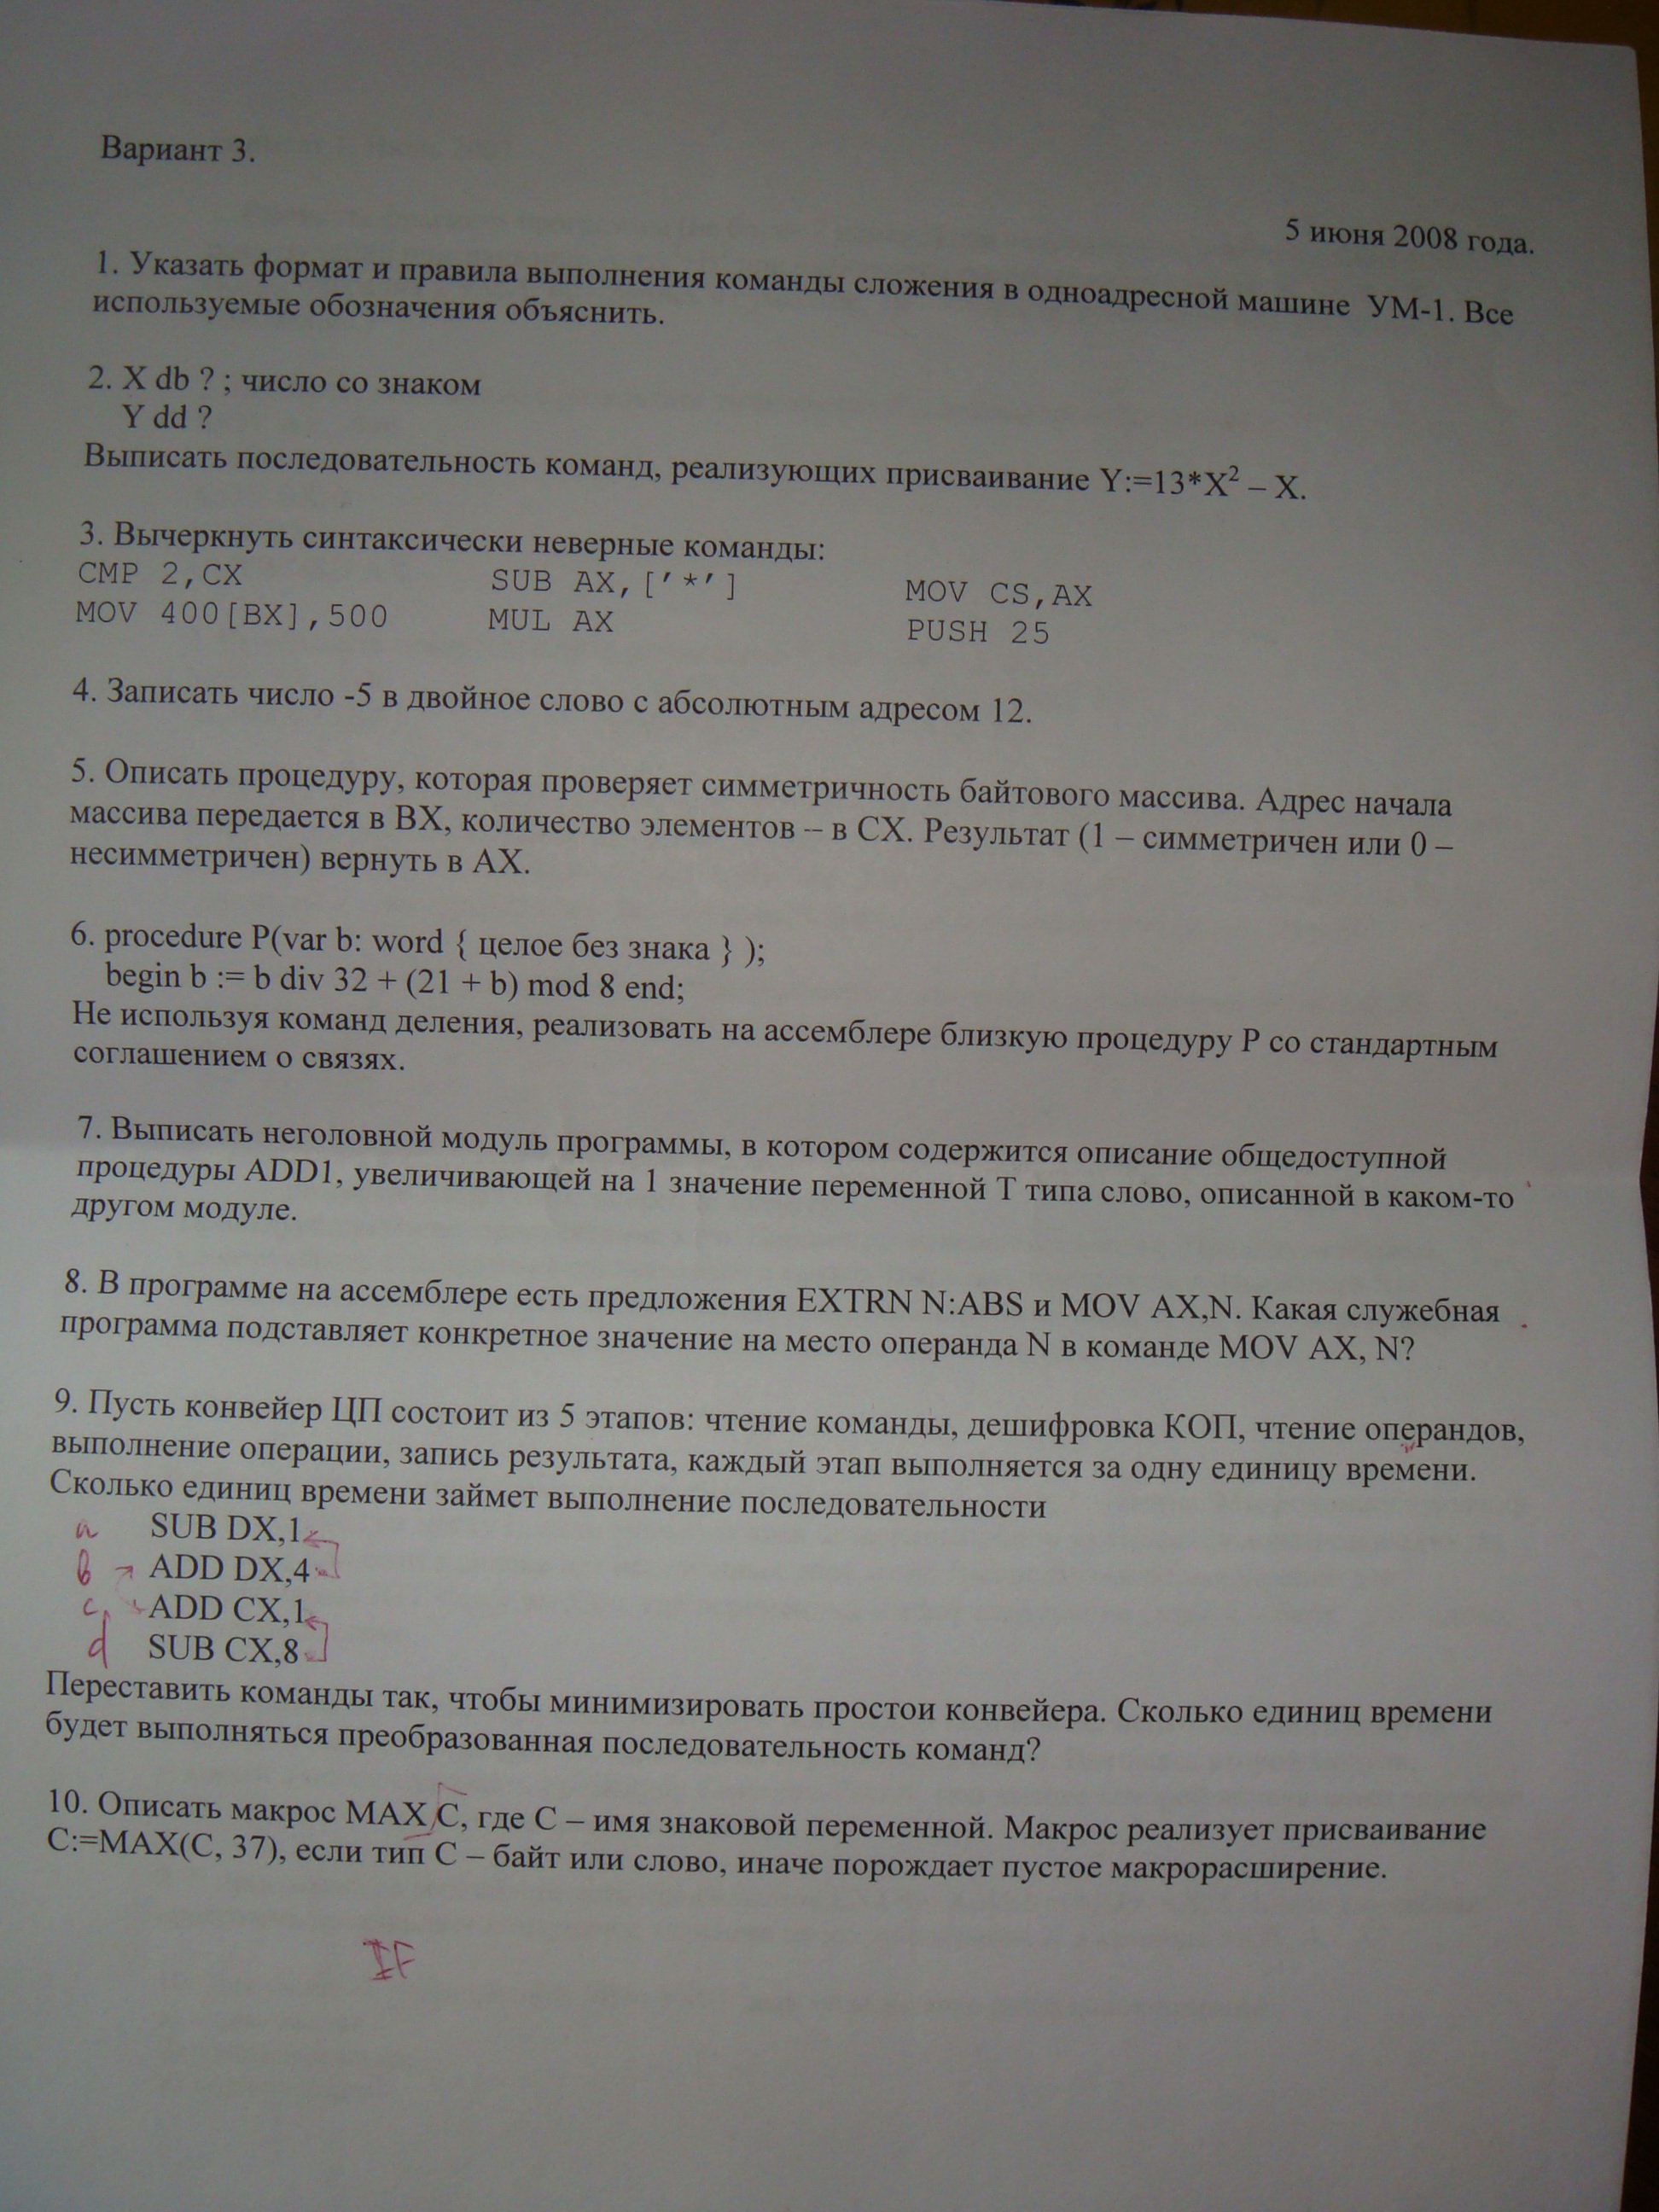 Вариант 3.
5 июня 2008 года.
1. Указать формат и правила выполнения команды сложения в одноадресной машине УМ-1. Все
используемые обозначения объяснить.
2. X db ? ; число со знаком
Y dd ?
Выписать последовательность команд, реализующих присваивание Y:=13*X² – X.
3. Вычеркнуть синтаксически неверные команды:
CMP 2,CX SUB AX,['*'] MOV CS,AX
MOV 400[BX],500 MUL AX PUSH 25
4. Записать число -5 в двойное слово с абсолютным адресом 12.
5. Описать процедуру, которая проверяет симметричность байтового массива. Адрес начала
массива передается в BX, количество элементов – в CX. Результат (1 – симметричен или 0 –
несимметричен) вернуть в AX.
6. procedure P(var b: word { целое без знака } );
begin b := b div 32 + (21 + b) mod 8 end;
Не используя команд деления, реализовать на ассемблере близкую процедуру P со стандартным
соглашением о связях.
7. Выписать неголовной модуль программы, в котором содержится описание общедоступной
процедуры ADD1, увеличивающей на 1 значение переменной T типа слово, описанной в каком-то
другом модуле.
8. В программе на ассемблере есть предложения EXTRN N:ABS и MOV AX,N. Какая служебная
программа подставляет конкретное значение на место операнда N в команде MOV AX, N?
9. Пусть конвейер ЦП состоит из 5 этапов: чтение команды, дешифровка КОП, чтение операндов,
выполнение операции, запись результата, каждый этап выполняется за одну единицу времени.
Сколько единиц времени займет выполнение последовательности
a SUB DX,1
b ADD DX,4
c ADD CX,1
d SUB CX,8
Переставить команды так, чтобы минимизировать простои конвейера. Сколько единиц времени
будет выполняться преобразованная последовательность команд?
10. Описать макрос MAX C, где C – имя знаковой переменной. Макрос реализует присваивание
C:=MAX(C, 37), если тип C – байт или слово, иначе порождает пустое макрорасширение.
IF